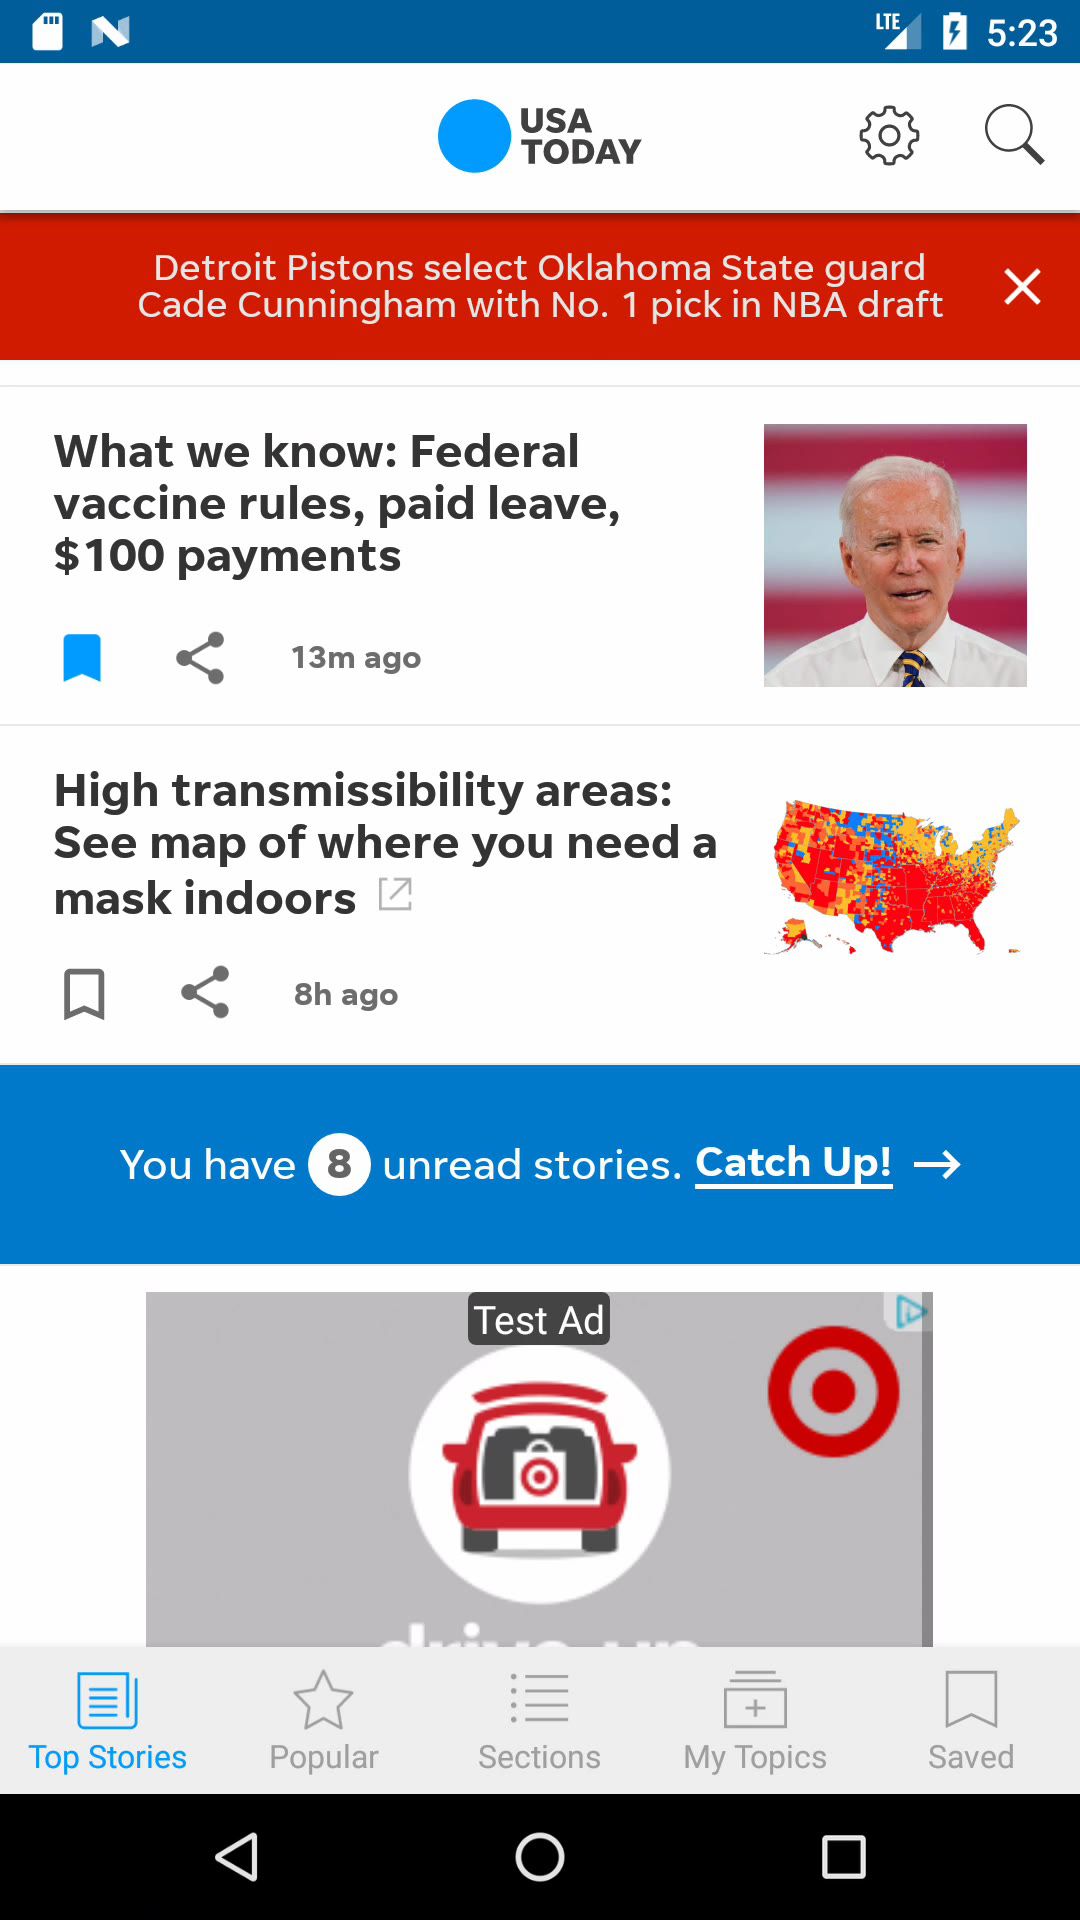 LTE 5:23
USA
TODAY
Detroit Pistons select Oklahoma State guard
Cade Cunningham with No. 1 pick in NBA draft
What we know: Federal
vaccine rules, paid leave,
$100 payments
13m ago
High transmissibility areas:
See map of where you need a
mask indoors
8h ago
You have 8 unread stories. Catch Up!
Test Ad
drive up
Top Stories
Popular
Sections
My Topics
Saved